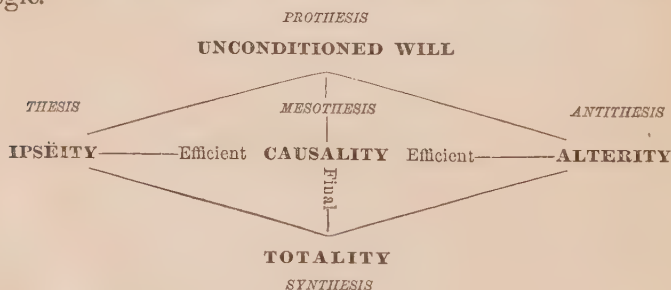 PROTHESIS
UNCONDITIONED WILL
THESIS MESOTHESIS ANTITHESIS
IPSËITY Efficient CAUSALITY Efficient ALTERITY
Final
TOTALITY
SYNTHESIS